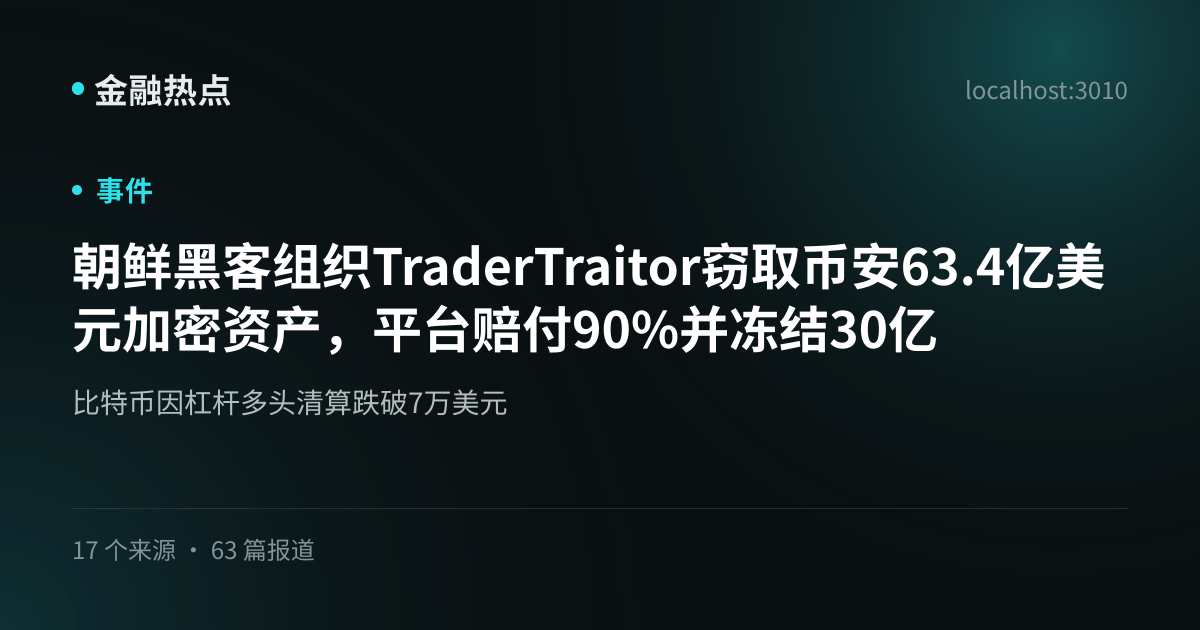 金融热点
localhost:3010
事件
朝鲜黑客组织TraderTraitor窃取币安63.4亿美
元加密资产，平台赔付90%并冻结30亿
比特币因杠杆多头清算跌破7万美元
17 个来源 · 63 篇报道